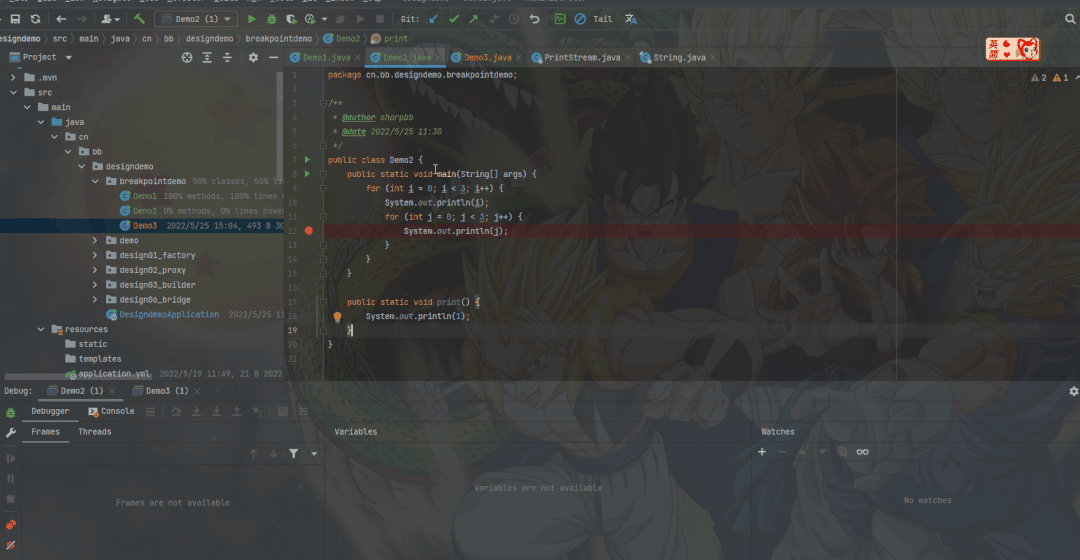 Demo2 (1)
Git:
Tail
designdemo
src
main
java
cn
bb
designdemo
breakpointdemo
Demo2
print
Project
Demo1.java
Demo2.java
Demo3.java
PrintStream.java
String.java
英
简
.mvn
src
main
java
cn
bb
designdemo
breakpointdemo 50% classes, 50% li
Demo1 100% methods, 100% lines
Demo2 0% methods, 0% lines cove
Demo3 2022/5/25 15:04, 493 B 30
demo
design01_factory
design02_proxy
design03_builder
design06_bridge
DesigndemoApplication 2022/5/25 1
resources
static
templates
application.yml 2022/5/19 11:49, 21 B 2022
2 1
1 package cn.bb.designdemo.breakpointdemo;
2
3 /**
4 * @author sharpbb
5 * @date 2022/5/25 11:30
6 */
7 public class Demo2 {
8 public static void main(String[] args) {
9 for (int i = 0; i < 3; i++) {
10 System.out.println(i);
11 for (int j = 0; j < 3; j++) {
12 System.out.println(j);
13 }
14 }
15 }
16
17 public static void print() {
18 System.out.println(1);
19 }
20 }
21
Debug:
Demo2 (1)
Demo3 (1)
Debugger
Console
Frames
Threads
Variables
Watches
Frames are not available
Variables are not available
No watches